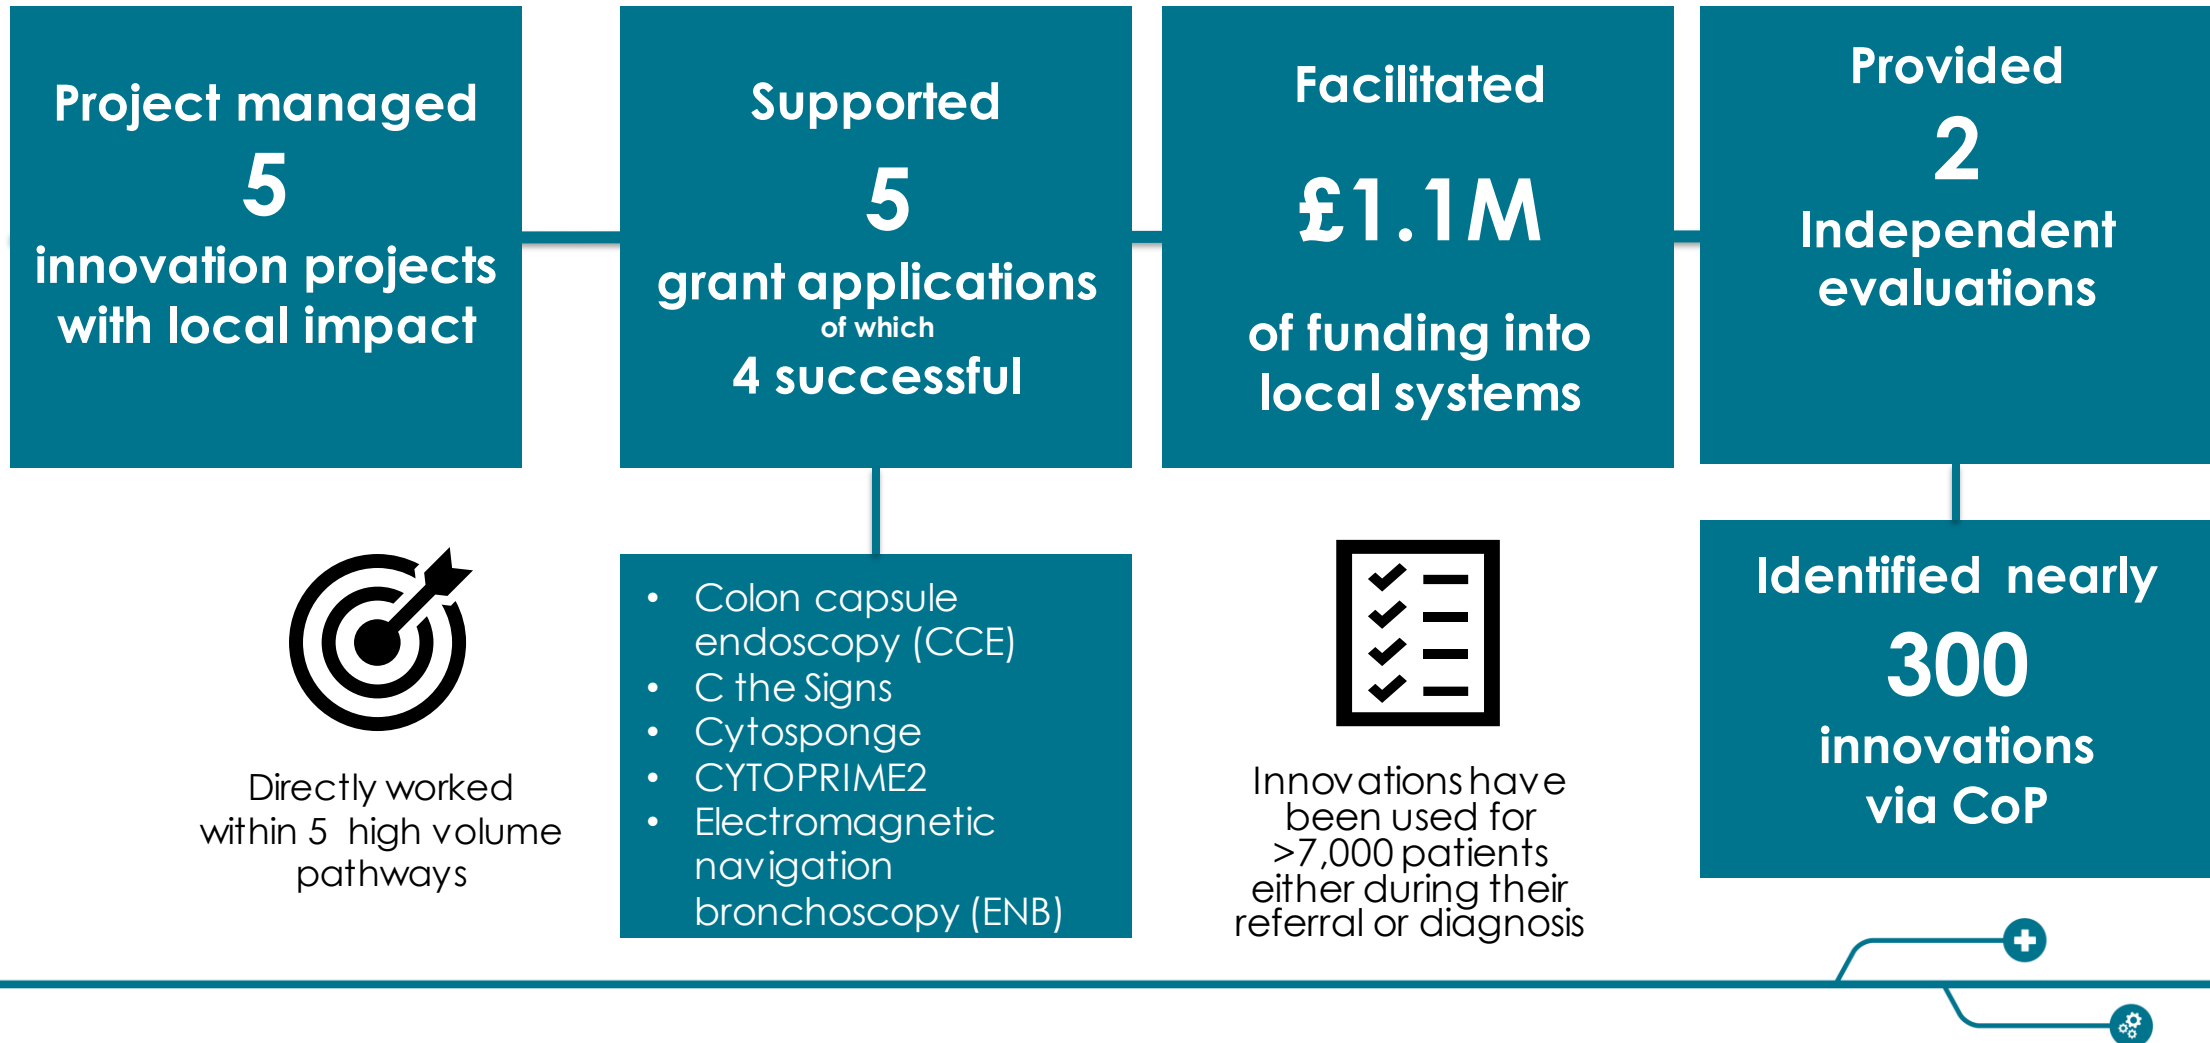 Project managed
5
innovation projects
with local impact
Supported
5
grant applications
of which
4 successful
Facilitated
£1.1M
of funding into
local systems
Provided
2
Independent
evaluations
Directly worked
within 5 high volume
pathways
• Colon capsule
endoscopy (CCE)
• C the Signs
• Cytosponge
• CYTOPRIME2
• Electromagnetic
navigation
bronchoscopy (ENB)
Innovations have
been used for
>7,000 patients
either during their
referral or diagnosis
Identified nearly
300
innovations
via CoP